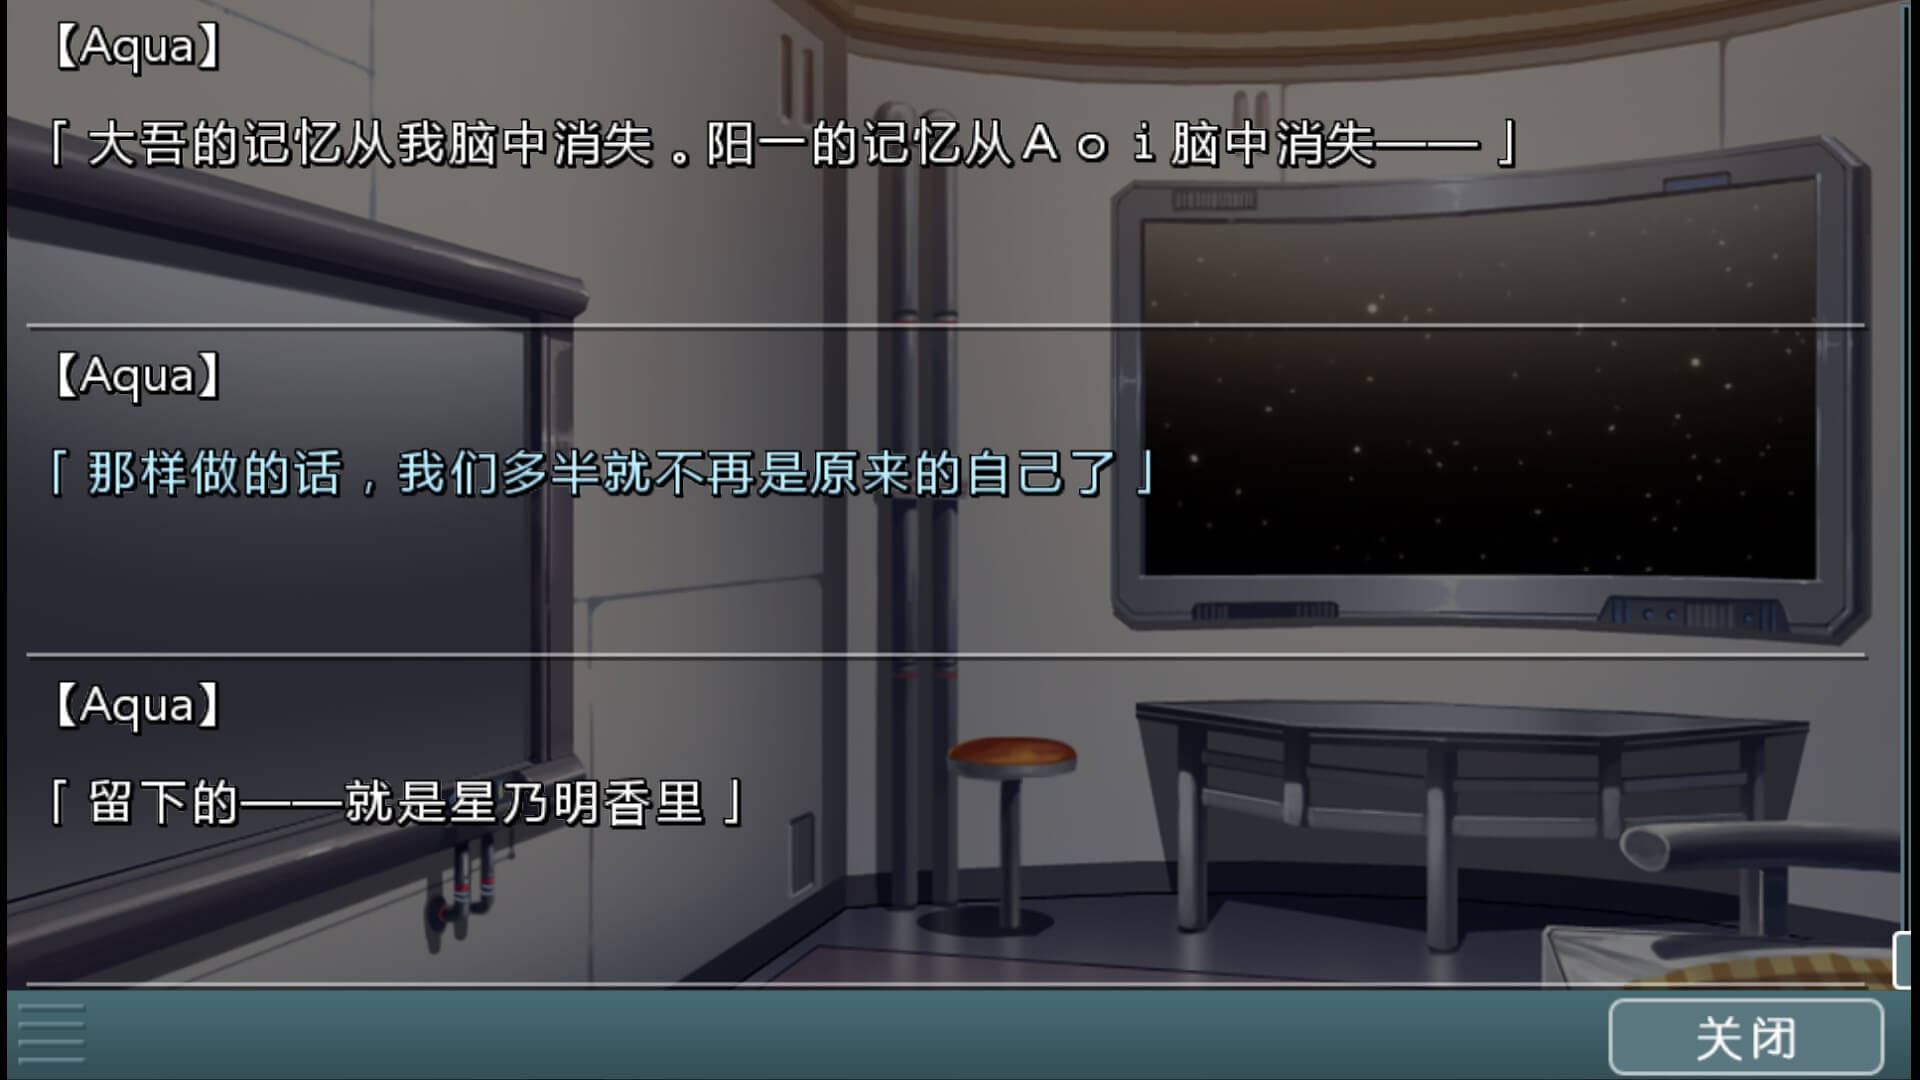 【Aqua】
「大吾的记忆从我脑中消失。阳一的记忆从Ａｏｉ脑中消失———」
【Aqua】
「那样做的话，我们多半就不再是原来的自己了」
【Aqua】
「留下的——就是星乃明香里」
关闭